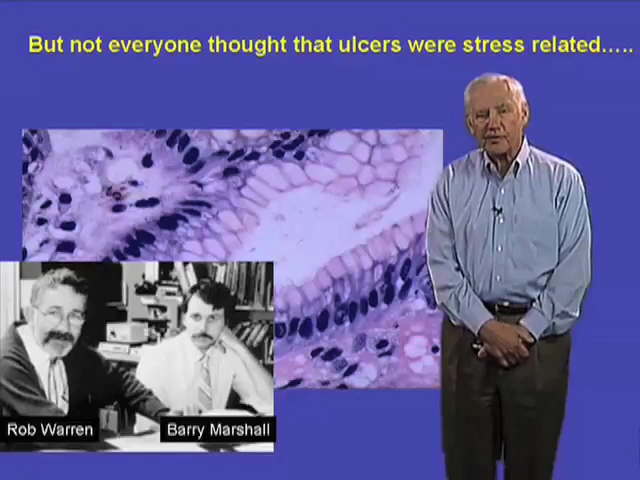 But not everyone thought that ulcers were stress related…..
Rob Warren
Barry Marshall